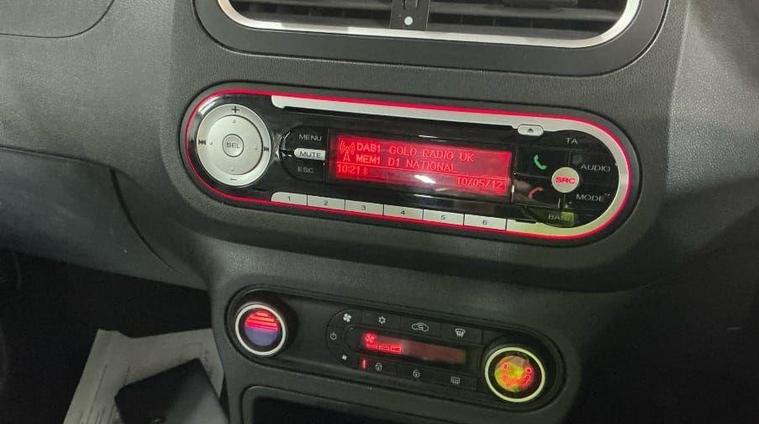 +
MENU
SEL
MUTE
ESC
DAB1 GOLD RADIO UK
MEM1 D1 NATIONAL
10:21
10/05/12
TA
AUDIO
SRC
MODE
BAND
1 2 3 4 5 6